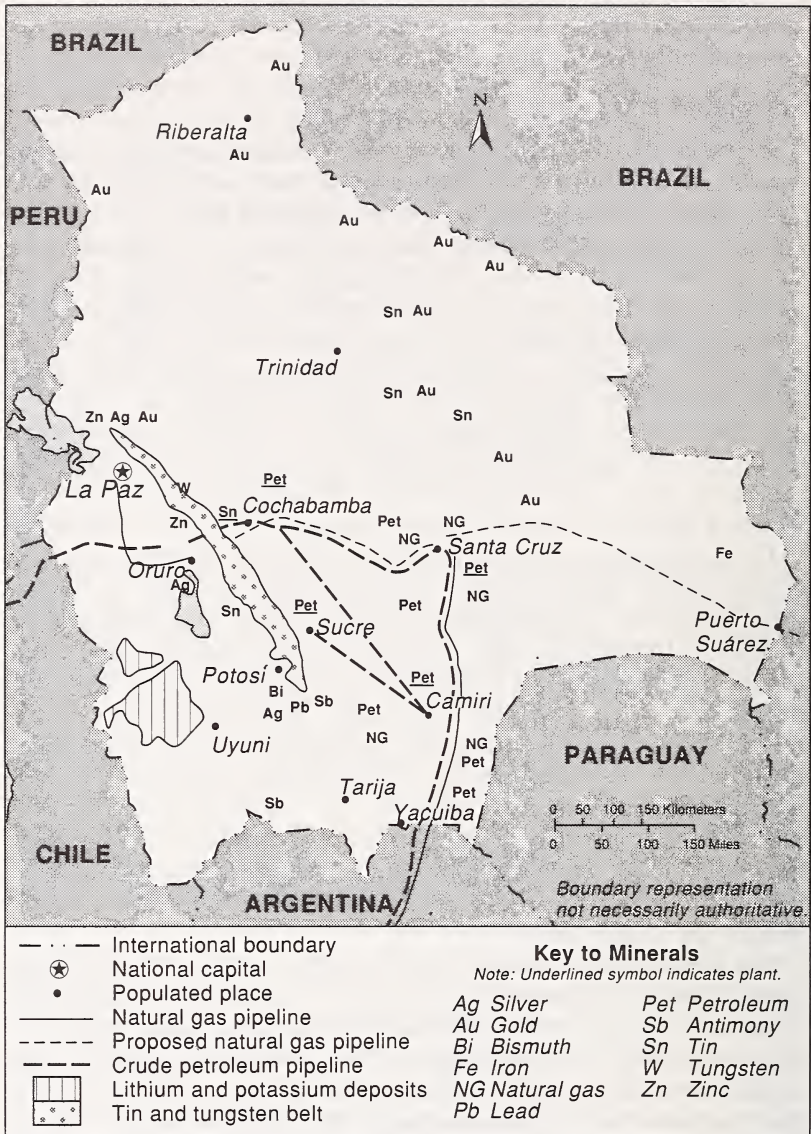 BRAZIL
Au
N
Riberalta
Au
BRAZIL
Au
PERU
Au
Au
Au
Sn Au
Trinidad
Sn Au
Sn
Zn Ag Au
Au
La Paz
W
Pet
Sn
Cochabamba
Au
Zn
Pet
NG
NG
Santa Cruz
Fe
Oruro
Ag
Pet
NG
Sn
Pet
Pet
Sucre
Puerto
Suárez
Potosí
Bi
Pb
Sb
Ag
Pet
Camiri
Pet
NG
Uyuni
NG
Pet
PARAGUAY
Tarija
Pet
Sb
Yacuiba
0 50 100 150 Kilometers
0 50 100 150 Miles
CHILE
ARGENTINA
Boundary representation
not necessarily authoritative.
International boundary
National capital
Populated place
Natural gas pipeline
Proposed natural gas pipeline
Crude petroleum pipeline
Lithium and potassium deposits
Tin and tungsten belt
Key to Minerals
Note: Underlined symbol indicates plant.
Ag Silver
Au Gold
Bi Bismuth
Fe Iron
NG Natural gas
Pb Lead
Pet Petroleum
Sb Antimony
Sn Tin
W Tungsten
Zn Zinc